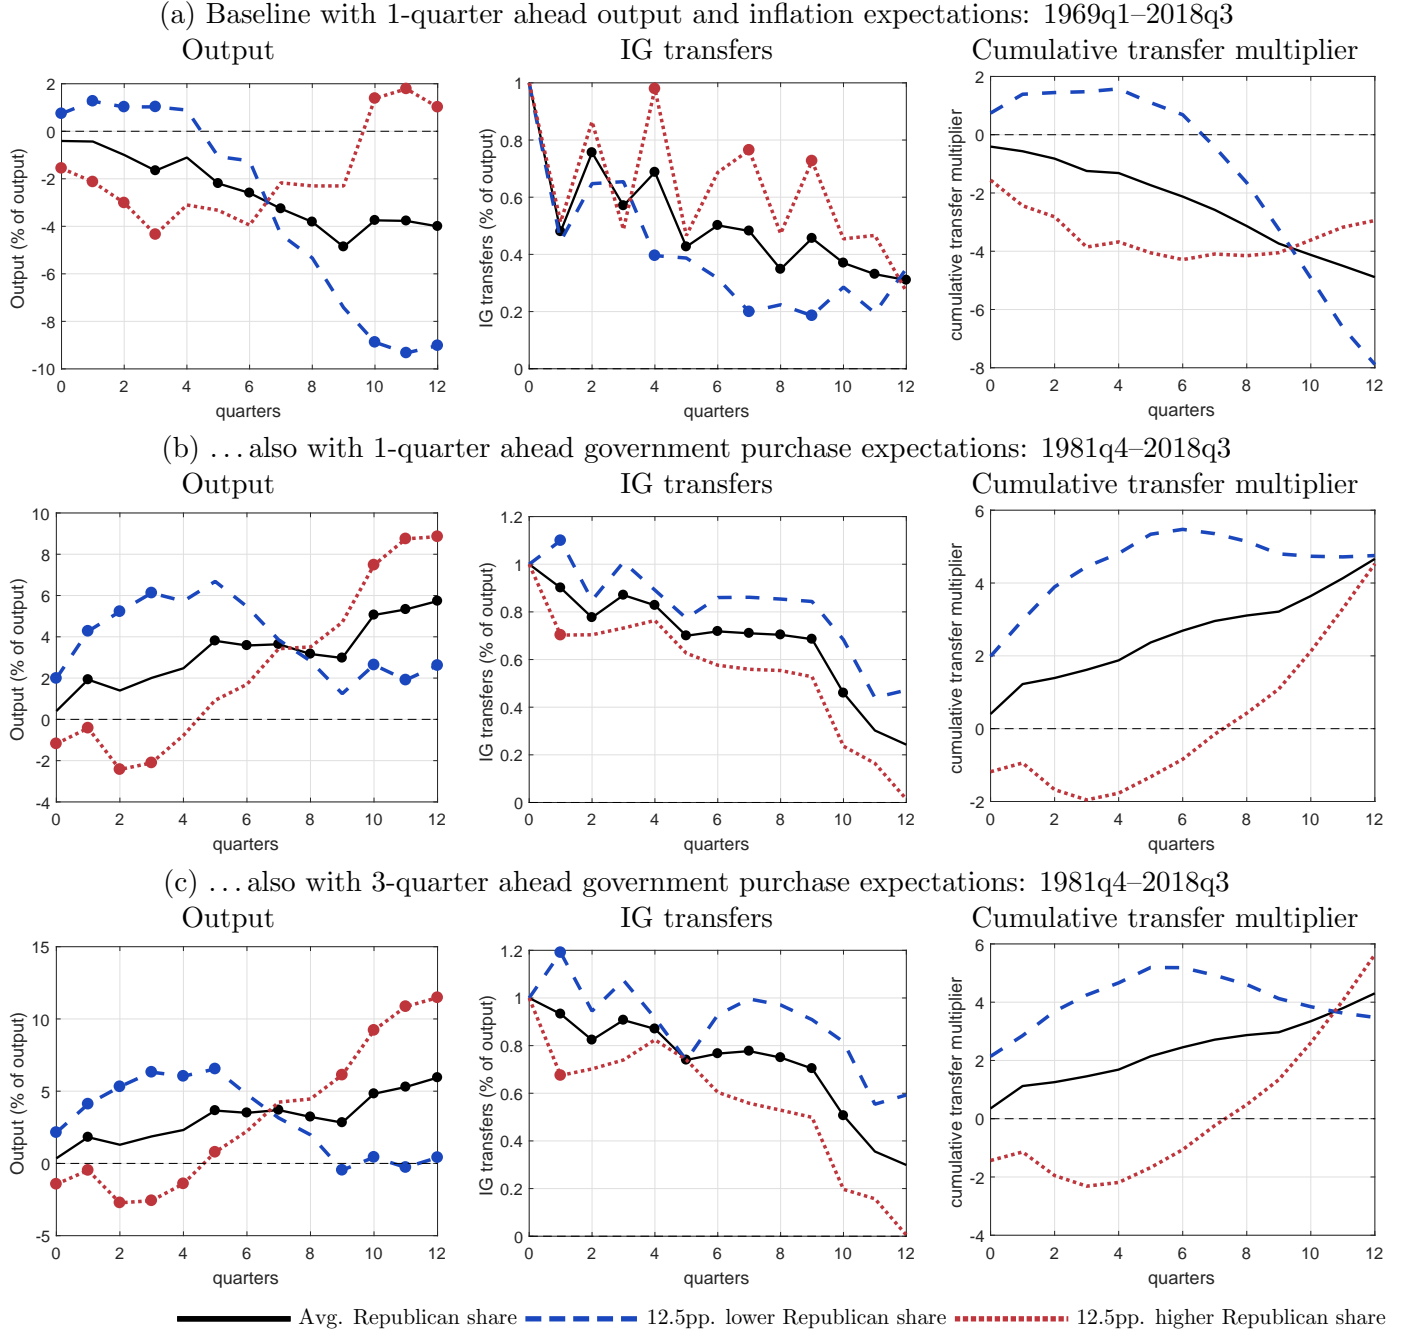 (a) Baseline with 1-quarter ahead output and inflation expectations: 1969q1–2018q3
Output
IG transfers
Cumulative transfer multiplier
Output (% of output)
2
0
-2
-4
-6
-8
-10
0 2 4 6 8 10 12
quarters
IG transfers (% of output)
1
0.8
0.6
0.4
0.2
0
0 2 4 6 8 10 12
quarters
cumulative transfer multiplier
2
0
-2
-4
-6
-8
0 2 4 6 8 10 12
quarters
(b) ...also with 1-quarter ahead government purchase expectations: 1981q4–2018q3
Output
IG transfers
Cumulative transfer multiplier
Output (% of output)
10
8
6
4
2
0
-2
-4
0 2 4 6 8 10 12
quarters
IG transfers (% of output)
1.2
1
0.8
0.6
0.4
0.2
0
0 2 4 6 8 10 12
quarters
cumulative transfer multiplier
6
4
2
0
-2
0 2 4 6 8 10 12
quarters
(c) ...also with 3-quarter ahead government purchase expectations: 1981q4–2018q3
Output
IG transfers
Cumulative transfer multiplier
Output (% of output)
15
10
5
0
-5
0 2 4 6 8 10 12
quarters
IG transfers (% of output)
1.2
1
0.8
0.6
0.4
0.2
0
0 2 4 6 8 10 12
quarters
cumulative transfer multiplier
6
4
2
0
-2
-4
0 2 4 6 8 10 12
quarters
Avg. Republican share
12.5pp. lower Republican share
12.5pp. higher Republican share